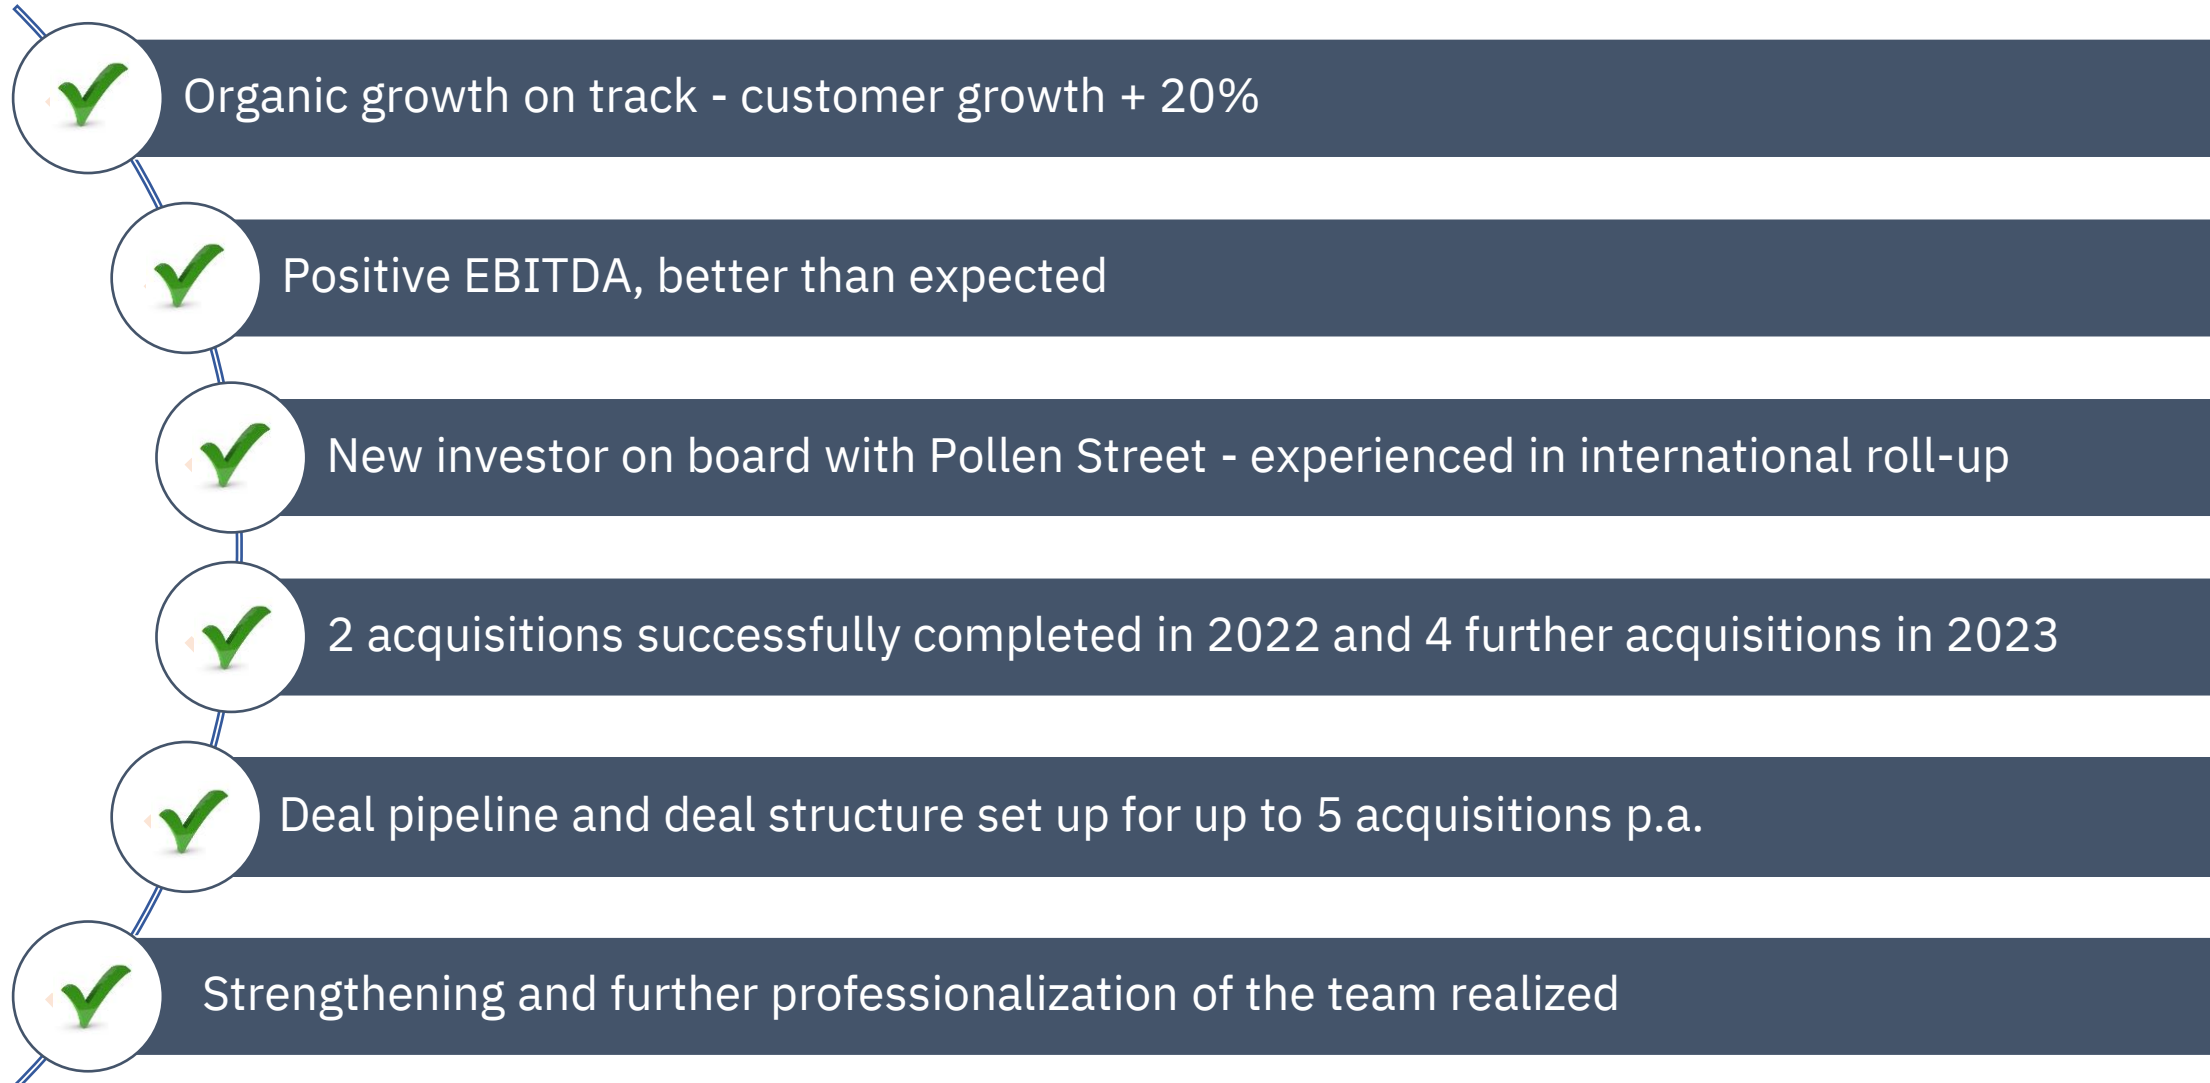 Organic growth on track - customer growth + 20%
Positive EBITDA, better than expected
New investor on board with Pollen Street - experienced in international roll-up
2 acquisitions successfully completed in 2022 and 4 further acquisitions in 2023
Deal pipeline and deal structure set up for up to 5 acquisitions p.a.
Strengthening and further professionalization of the team realized